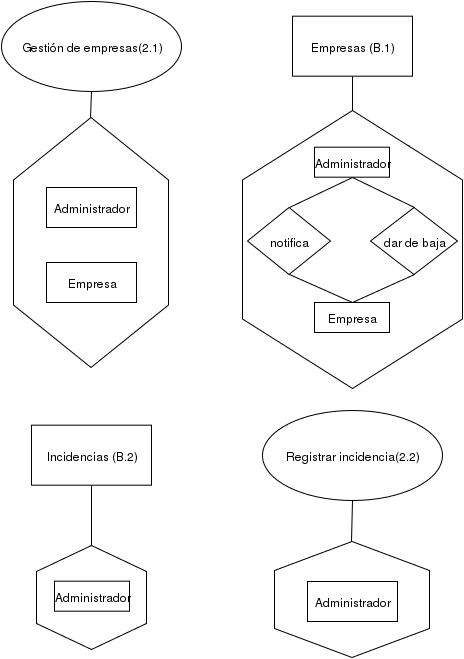 Gestión de empresas(2.1)
Administrador
Empresa
Empresas (B.1)
Administrador
notifica
dar de baja
Empresa
Incidencias (B.2)
Administrador
Registrar incidencia(2.2)
Administrador